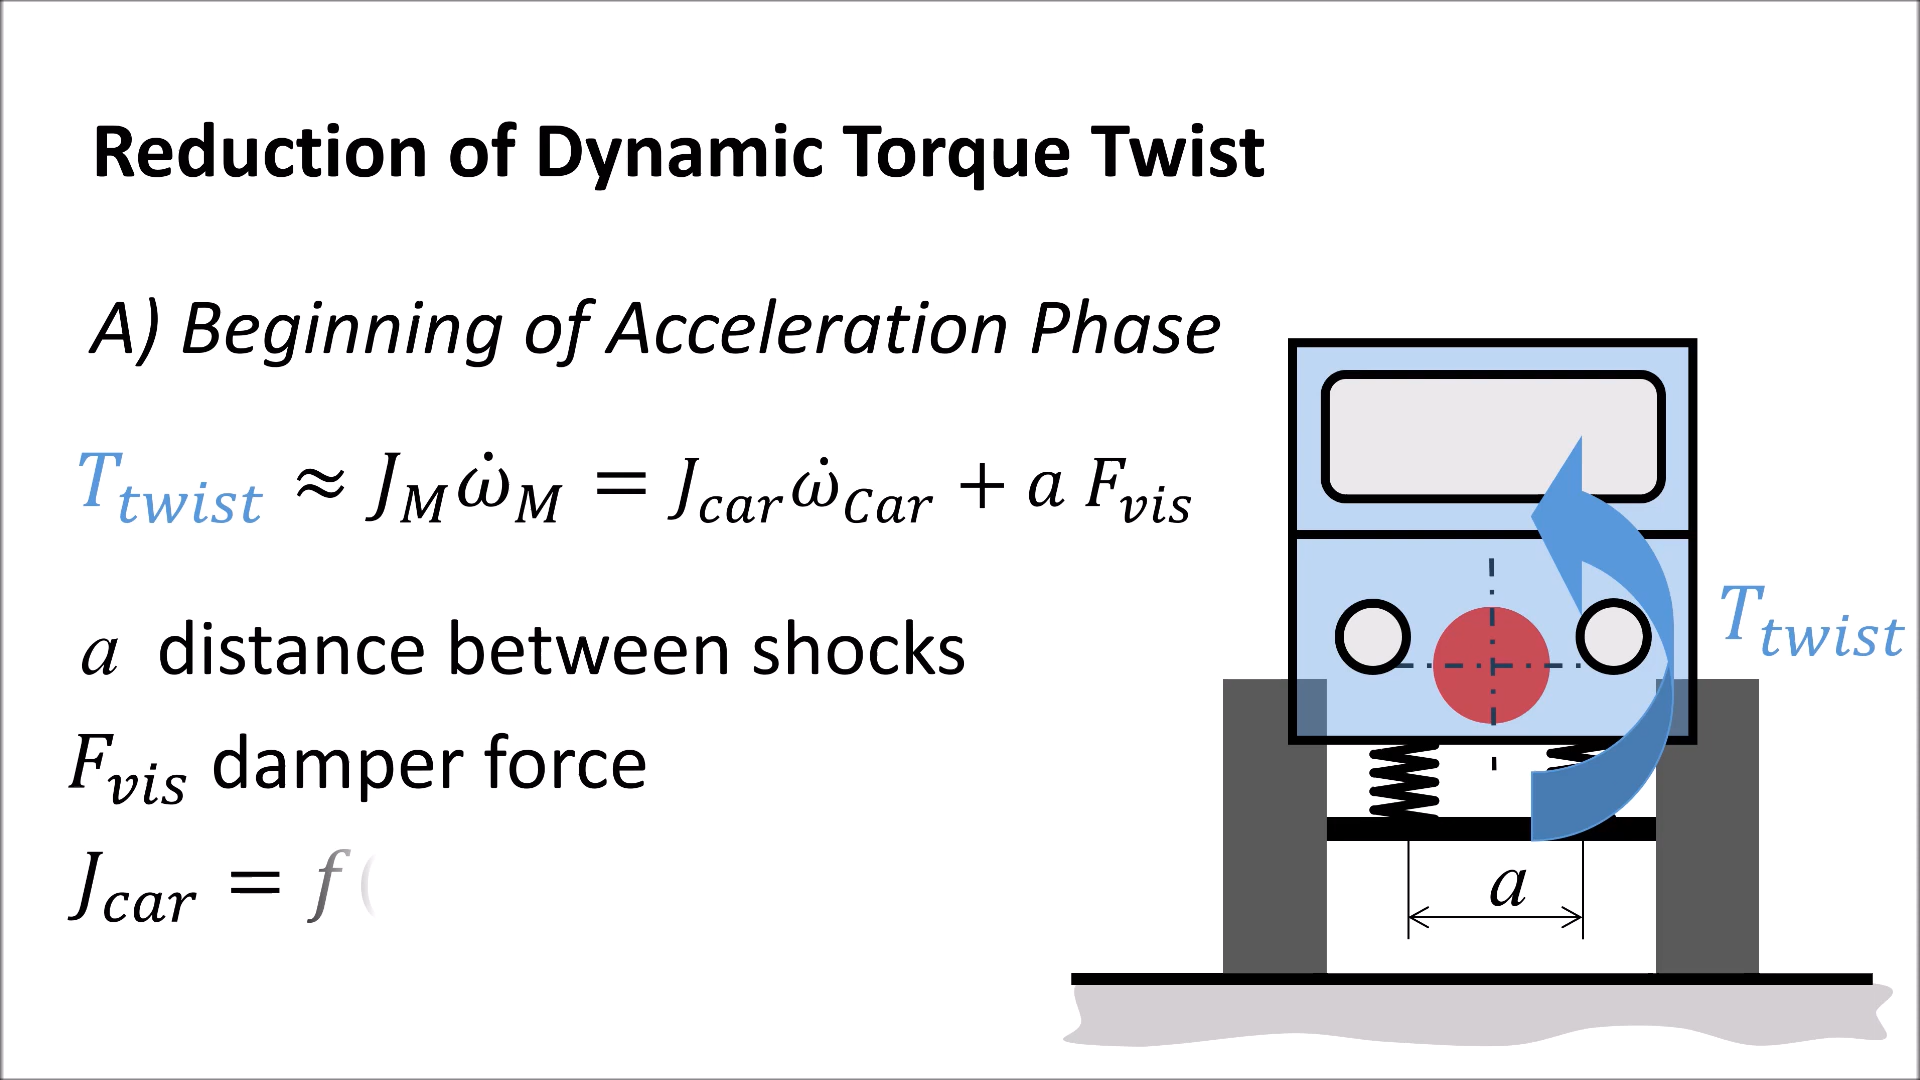 Reduction of Dynamic Torque Twist
A) Beginning of Acceleration Phase
T_twist ≈ J_M ω̇_M = J_car ω̇_Car + a F_vis
a distance between shocks
F_vis damper force
J_car = f (
T_twist
a